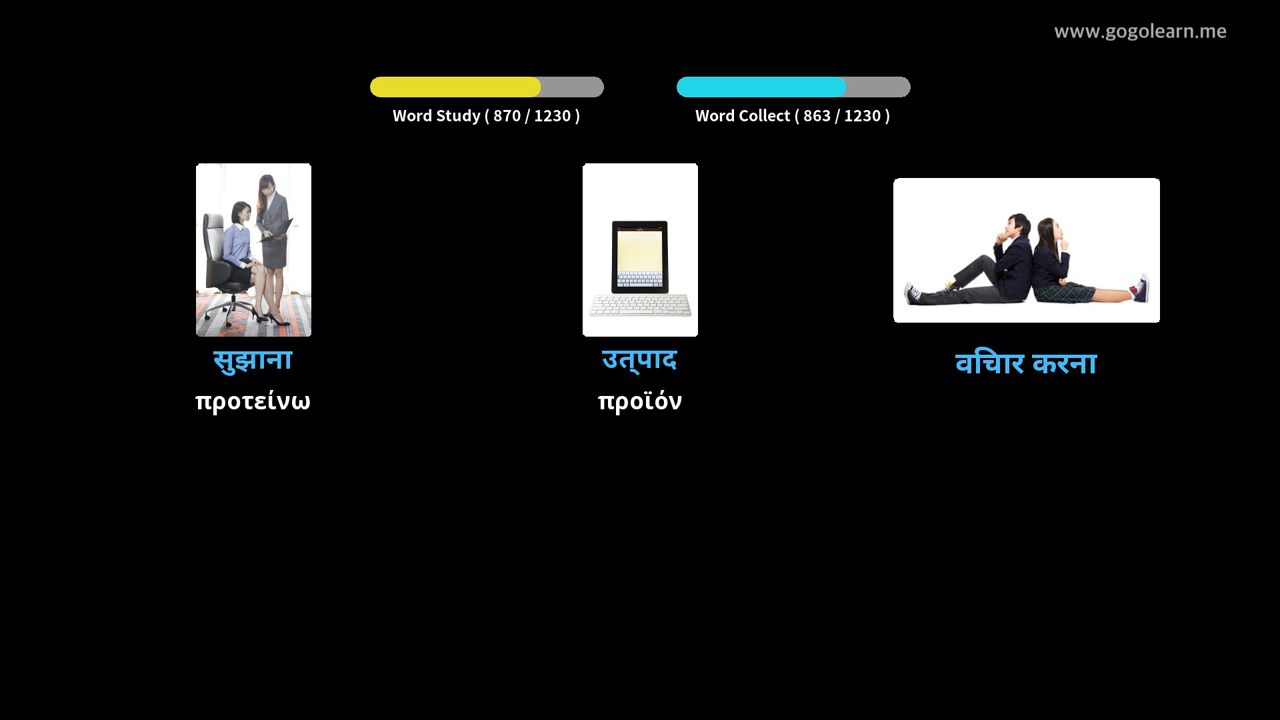 www.gogolearn.me
Word Study ( 870 / 1230 )
Word Collect ( 863 / 1230 )
सुझाना
उत्पाद
विचार करना
προτείνω
προϊόν